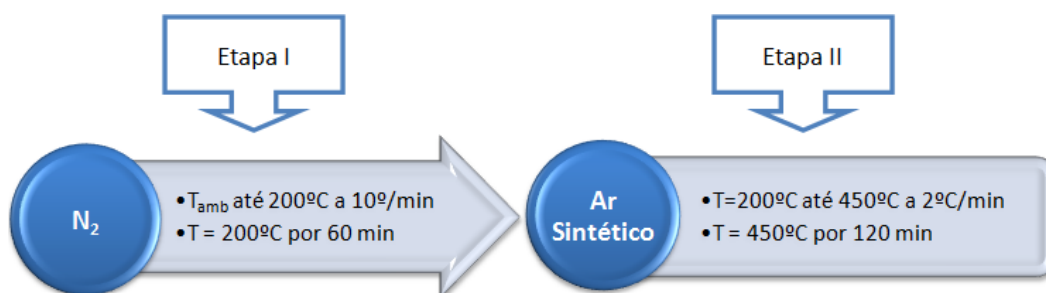 Etapa I
Etapa II
N₂
•T_amb até 200ºC a 10º/min
•T = 200ºC por 60 min
Ar
Sintético
•T=200ºC até 450ºC a 2ºC/min
•T = 450ºC por 120 min